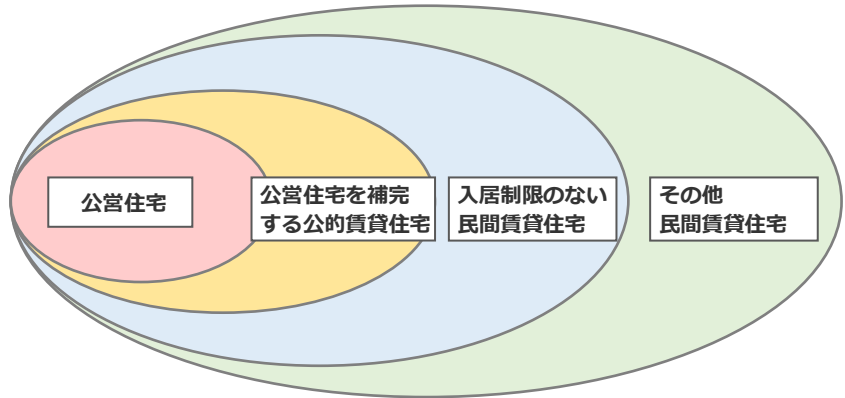 公営住宅
公営住宅を補完
する公的賃貸住宅
入居制限のない
民間賃貸住宅
その他
民間賃貸住宅